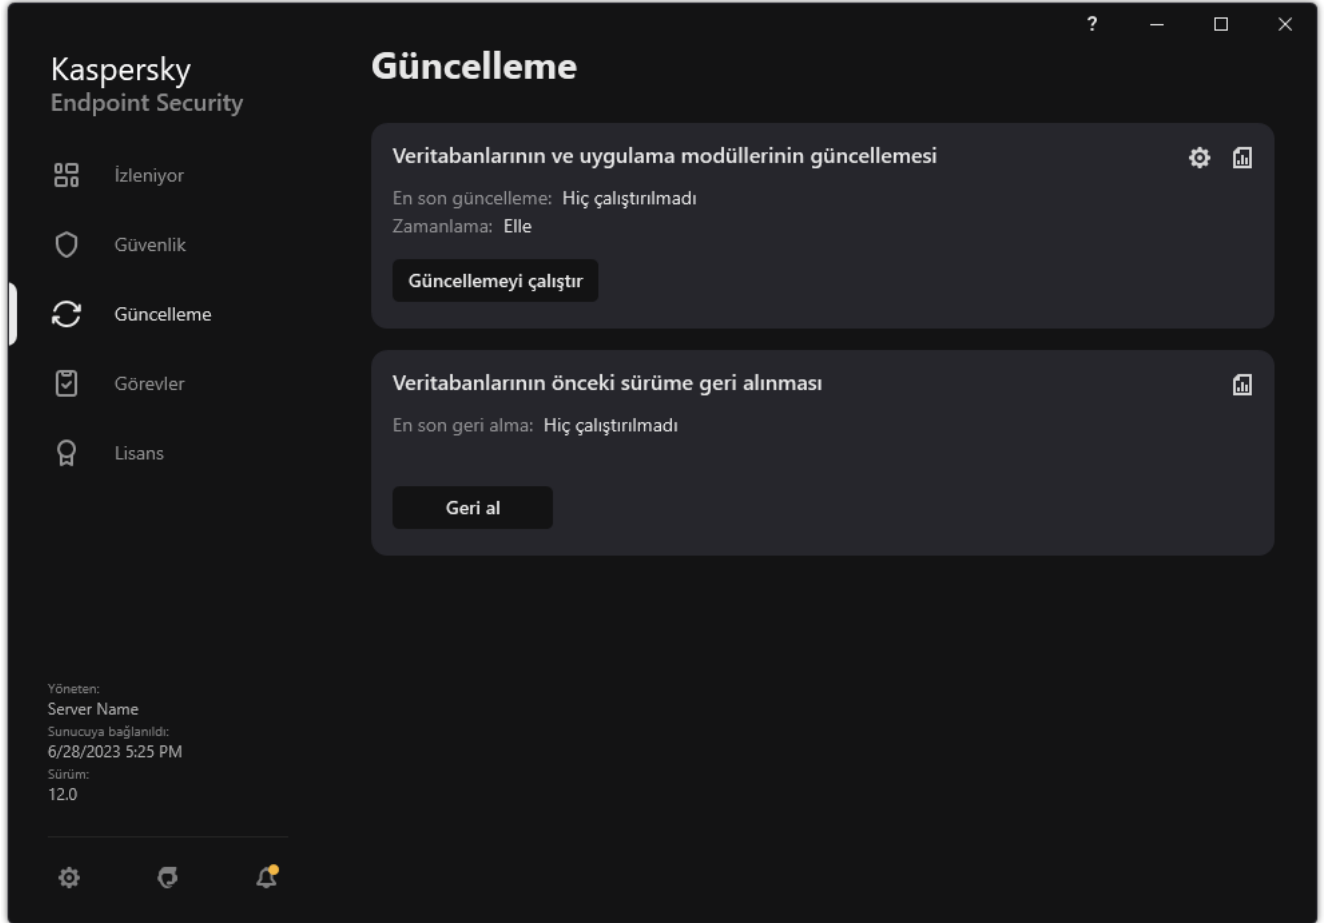 ?
Kaspersky
Endpoint Security
İzleniyor
Güvenlik
Güncelleme
Görevler
Lisans
Yöneten:
Server Name
Sunucuya bağlanıldı:
6/28/2023 5:25 PM
Sürüm:
12.0
Güncelleme
Veritabanlarının ve uygulama modüllerinin güncellemesi
En son güncelleme: Hiç çalıştırılmadı
Zamanlama: Elle
Güncellemeyi çalıştır
Veritabanlarının önceki sürüme geri alınması
En son geri alma: Hiç çalıştırılmadı
Geri al